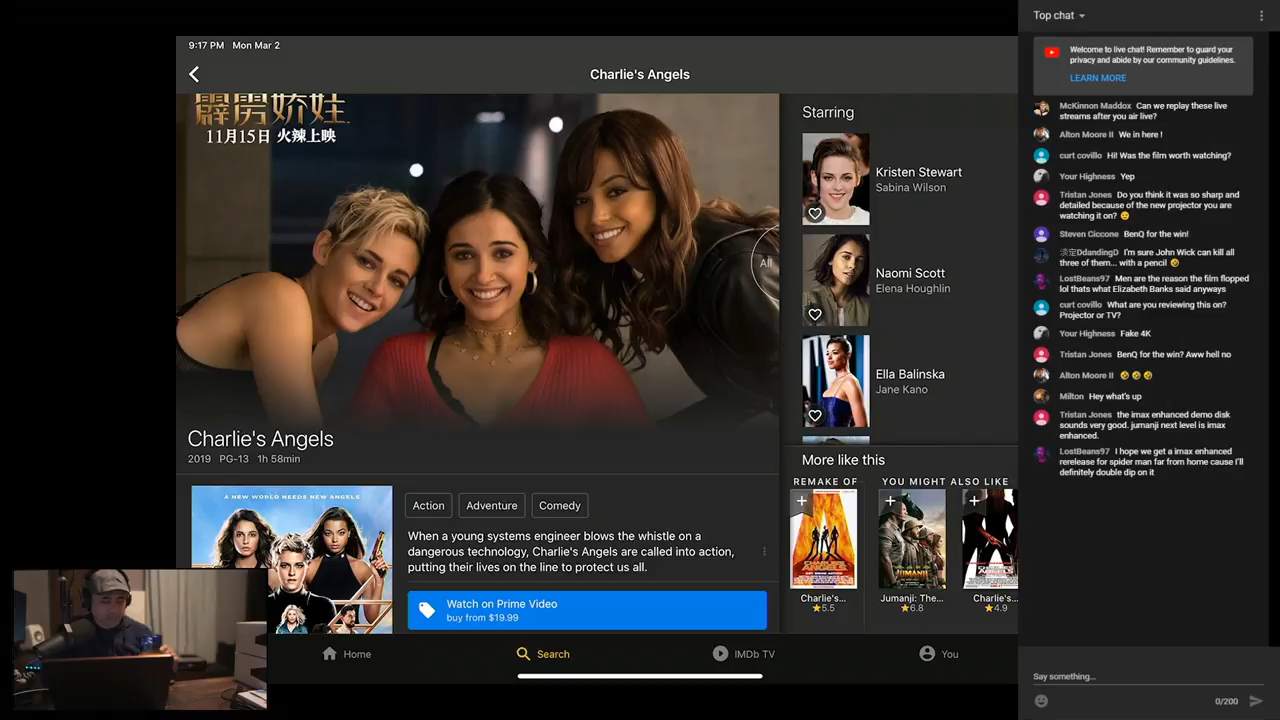 9:17 PM Mon Mar 2
Charlie's Angels
霹靂嬌娃
11月15日 火辣上映
All
Charlie's Angels
2019 PG-13 1h 58min
A NEW WORLD NEEDS NEW ANGELS
Action Adventure Comedy
When a young systems engineer blows the whistle on a
dangerous technology, Charlie's Angels are called into action,
putting their lives on the line to protect us all.
Watch on Prime Video
buy from $19.99
Starring
Kristen Stewart
Sabina Wilson
Naomi Scott
Elena Houghlin
Ella Balinska
Jane Kano
More like this
REMAKE OF
YOU MIGHT ALSO LIKE
Charlie's...
5.5
Jumanji: The...
6.8
Charlie's...
4.9
Home
Search
IMDb TV
You
Top chat
Welcome to live chat! Remember to guard your
privacy and abide by our community guidelines.
LEARN MORE
McKinnon Maddox Can we replay these live
streams after you air live?
Alton Moore II We in here !
curt covillo Hi! Was the film worth watching?
Your Highness Yep
Tristan Jones Do you think it was so sharp and
detailed because of the new projector you are
watching it on? 🤨
Steven Ciccone BenQ for the win!
DdandingD I'm sure John Wick can kill all
three of them... with a pencil 🤣
LostBeans97 Men are the reason the film flopped
lol thats what Elizabeth Banks said anyways
curt covillo What are you reviewing this on?
Projector or TV?
Your Highness Fake 4K
Tristan Jones BenQ for the win? Aww hell no
Alton Moore II 🤣 🤣 🤣
Milton Hey what's up
Tristan Jones the imax enhanced demo disk
sounds very good. jumanji next level is imax
enhanced.
LostBeans97 I hope we get a imax enhanced
rerelease for spider man far from home cause I'll
definitely double dip on it
Say something...
0/200